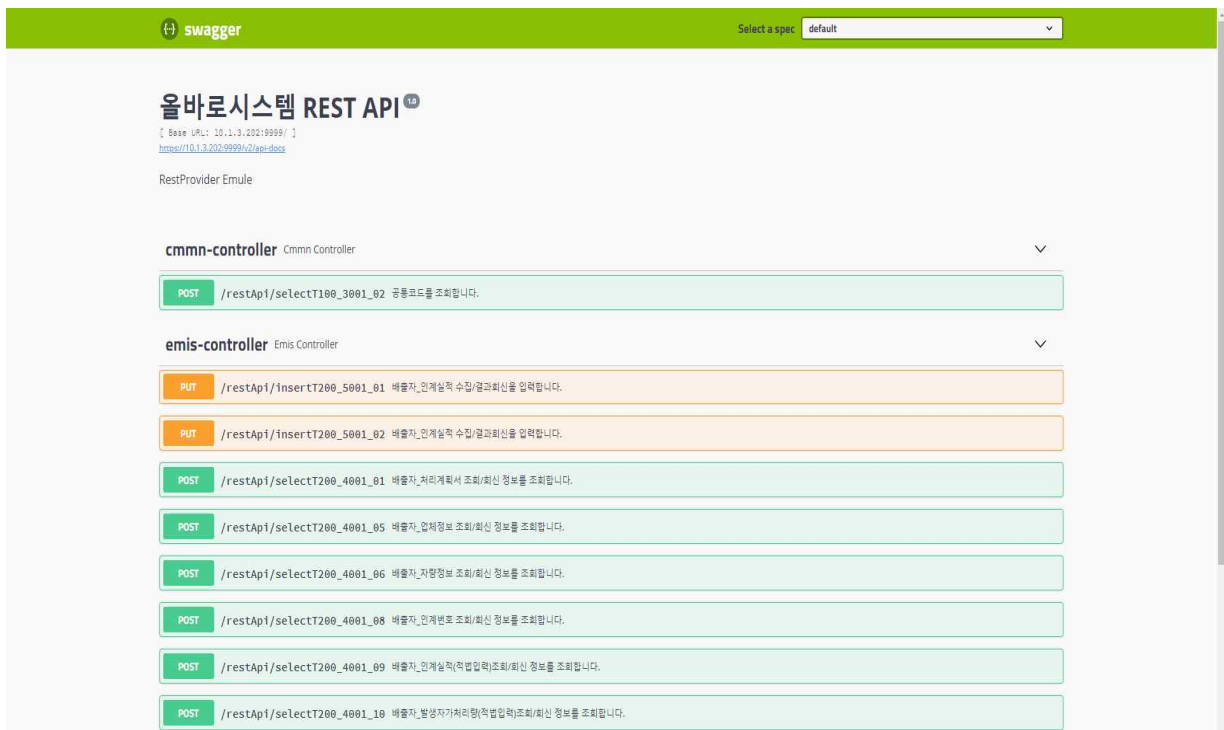 swagger
Select a spec default
올바로시스템 REST API 1.0
[ Base URL: 10.1.3.202:9999/ ]
https://10.1.3.202:9999/v2/api-docs
RestProvider Emule
cmmn-controller Cmmn Controller
POST /restApi/selectT100_3001_02 공통코드를 조회합니다.
emis-controller Emis Controller
PUT /restApi/insertT200_5001_01 배출자_인계실적 수집/결과회신을 입력합니다.
PUT /restApi/insertT200_5001_02 배출자_인계실적 수집/결과회신을 입력합니다.
POST /restApi/selectT200_4001_01 배출자_처리계획서 조회/회신 정보를 조회합니다.
POST /restApi/selectT200_4001_05 배출자_업체정보 조회/회신 정보를 조회합니다.
POST /restApi/selectT200_4001_06 배출자_차량정보 조회/회신 정보를 조회합니다.
POST /restApi/selectT200_4001_08 배출자_인계번호 조회/회신 정보를 조회합니다.
POST /restApi/selectT200_4001_09 배출자_인계실적(적법입력)조회/회신 정보를 조회합니다.
POST /restApi/selectT200_4001_10 배출자_발생자가처리량(적법입력)조회/회신 정보를 조회합니다.